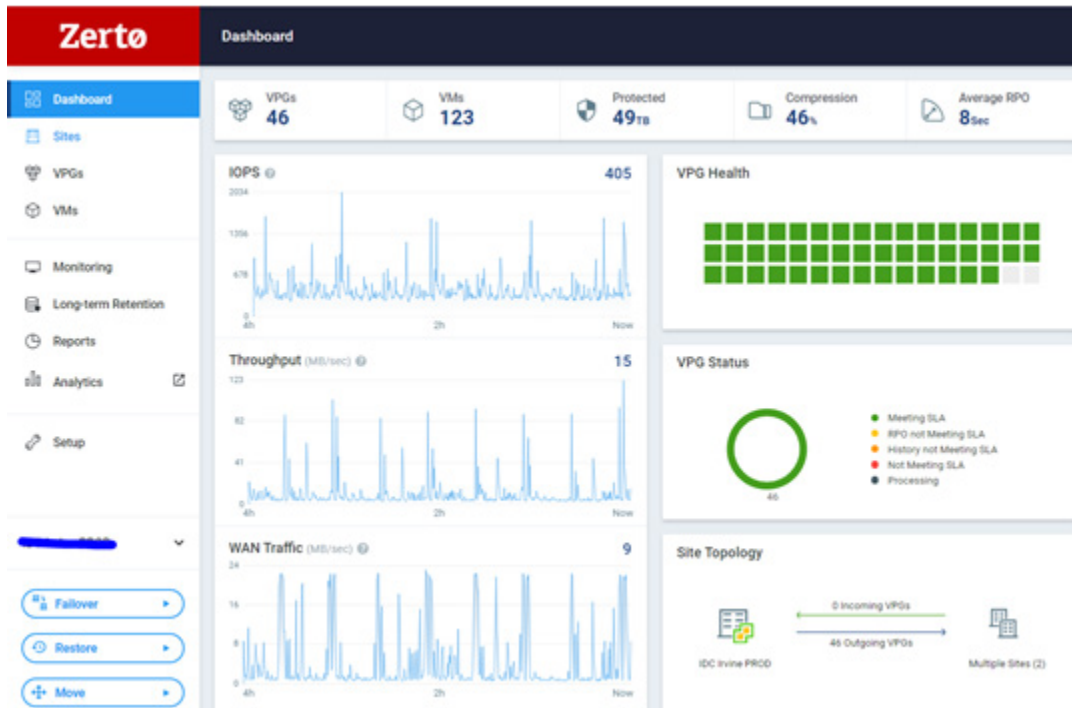 Zertø
Dashboard
Dashboard
Sites
VPGs
VMs
Monitoring
Long-term Retention
Reports
Analytics
Setup
Failover
Restore
Move
VPGs
46
VMs
123
Protected
49TB
Compression
46%
Average RPO
8Sec
IOPS
405
2034
1356
678
0
4h 2h Now
Throughput (MB/sec)
15
123
82
41
0
4h 2h Now
WAN Traffic (MB/sec)
9
24
16
8
0
4h 2h Now
VPG Health
VPG Status
46
Meeting SLA
RPO not Meeting SLA
History not Meeting SLA
Not Meeting SLA
Processing
Site Topology
0 Incoming VPGs
46 Outgoing VPGs
IDC Irvine PROD
Multiple Sites (2)